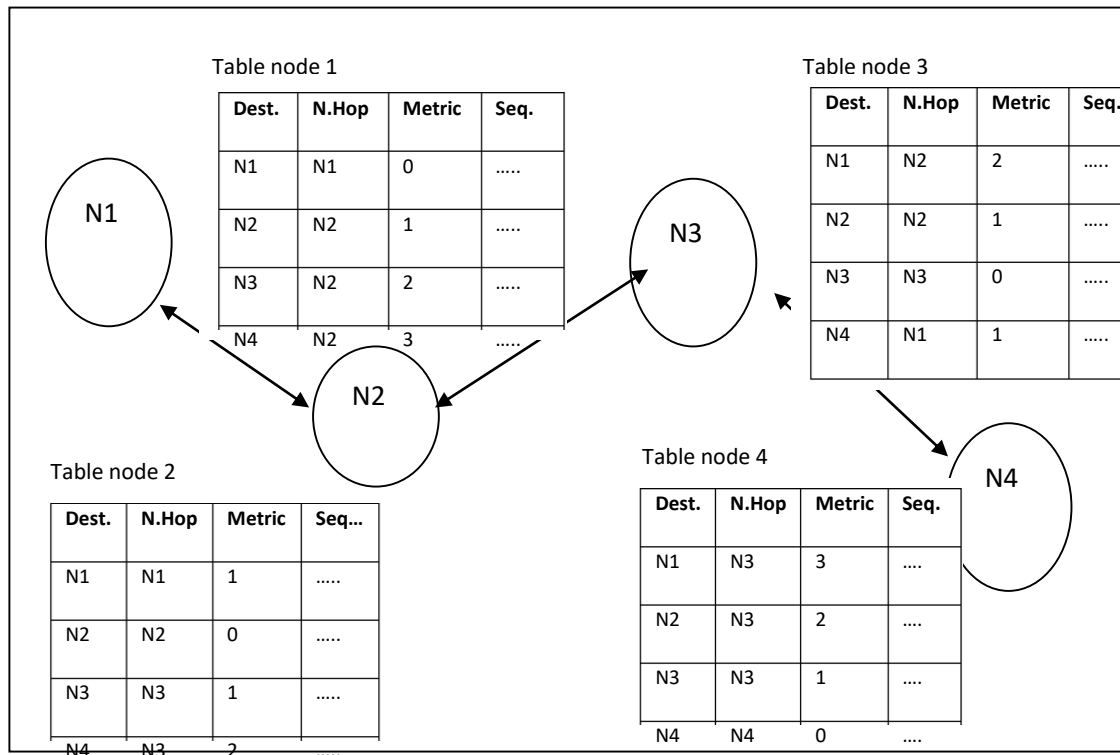 Table node 1
Dest. N.Hop Metric Seq.
N1 N1 0 .....
N2 N2 1 .....
N3 N2 2 .....
N4 N2 3 .....
Table node 3
Dest. N.Hop Metric Seq.
N1 N2 2 .....
N2 N2 1 .....
N3 N3 0 .....
N4 N1 1 .....
N1
N3
N2
N4
Table node 2
Dest. N.Hop Metric Seq...
N1 N1 1 .....
N2 N2 0 .....
N3 N3 1 .....
N4 N3 2 .....
Table node 4
Dest. N.Hop Metric Seq.
N1 N3 3 ....
N2 N3 2 ....
N3 N3 1 ....
N4 N4 0 ....